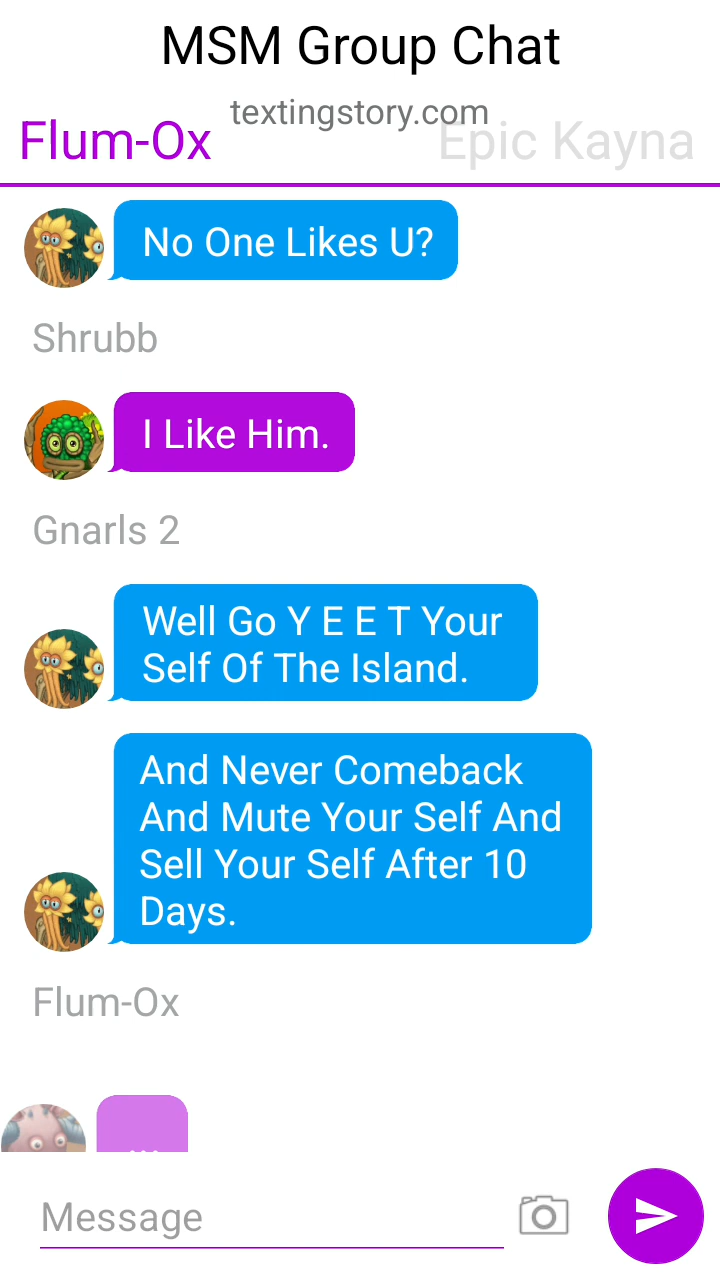 MSM Group Chat
textingstory.com
Flum-Ox
Epic Kayna
No One Likes U?
Shrubb
I Like Him.
Gnarls 2
Well Go Y E E T Your
Self Of The Island.
And Never Comeback
And Mute Your Self And
Sell Your Self After 10
Days.
Flum-Ox
...
Message